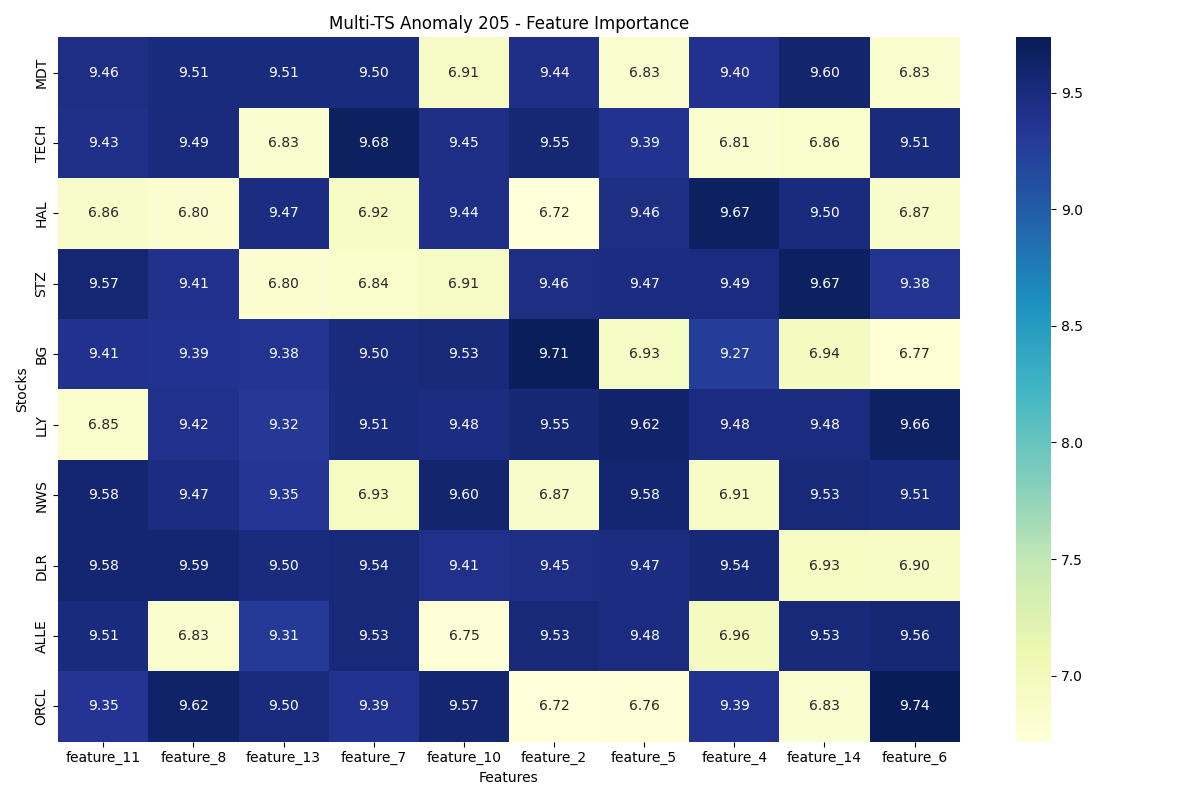 Multi-TS Anomaly 205 - Feature Importance
Stocks
MDT 9.46 9.51 9.51 9.50 6.91 9.44 6.83 9.40 9.60 6.83
TECH 9.43 9.49 6.83 9.68 9.45 9.55 9.39 6.81 6.86 9.51
HAL 6.86 6.80 9.47 6.92 9.44 6.72 9.46 9.67 9.50 6.87
STZ 9.57 9.41 6.80 6.84 6.91 9.46 9.47 9.49 9.67 9.38
BG 9.41 9.39 9.38 9.50 9.53 9.71 6.93 9.27 6.94 6.77
LLY 6.85 9.42 9.32 9.51 9.48 9.55 9.62 9.48 9.48 9.66
NWS 9.58 9.47 9.35 6.93 9.60 6.87 9.58 6.91 9.53 9.51
DLR 9.58 9.59 9.50 9.54 9.41 9.45 9.47 9.54 6.93 6.90
ALLE 9.51 6.83 9.31 9.53 6.75 9.53 9.48 6.96 9.53 9.56
ORCL 9.35 9.62 9.50 9.39 9.57 6.72 6.76 9.39 6.83 9.74
feature_11 feature_8 feature_13 feature_7 feature_10 feature_2 feature_5 feature_4 feature_14 feature_6
Features
9.5
9.0
8.5
8.0
7.5
7.0